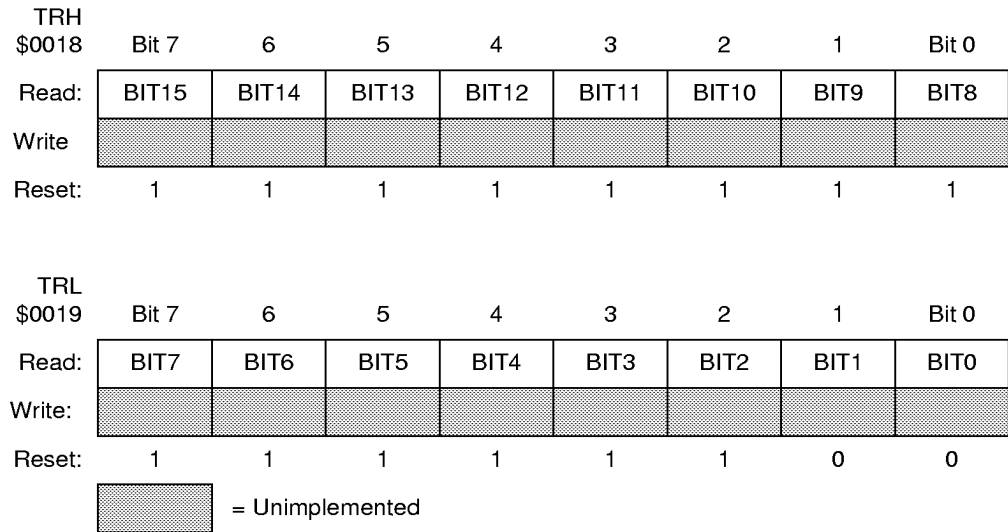 TRH
$0018 Bit 7 6 5 4 3 2 1 Bit 0
Read: BIT15 BIT14 BIT13 BIT12 BIT11 BIT10 BIT9 BIT8
Write
Reset: 1 1 1 1 1 1 1 1
TRL
$0019 Bit 7 6 5 4 3 2 1 Bit 0
Read: BIT7 BIT6 BIT5 BIT4 BIT3 BIT2 BIT1 BIT0
Write:
Reset: 1 1 1 1 1 1 0 0
= Unimplemented